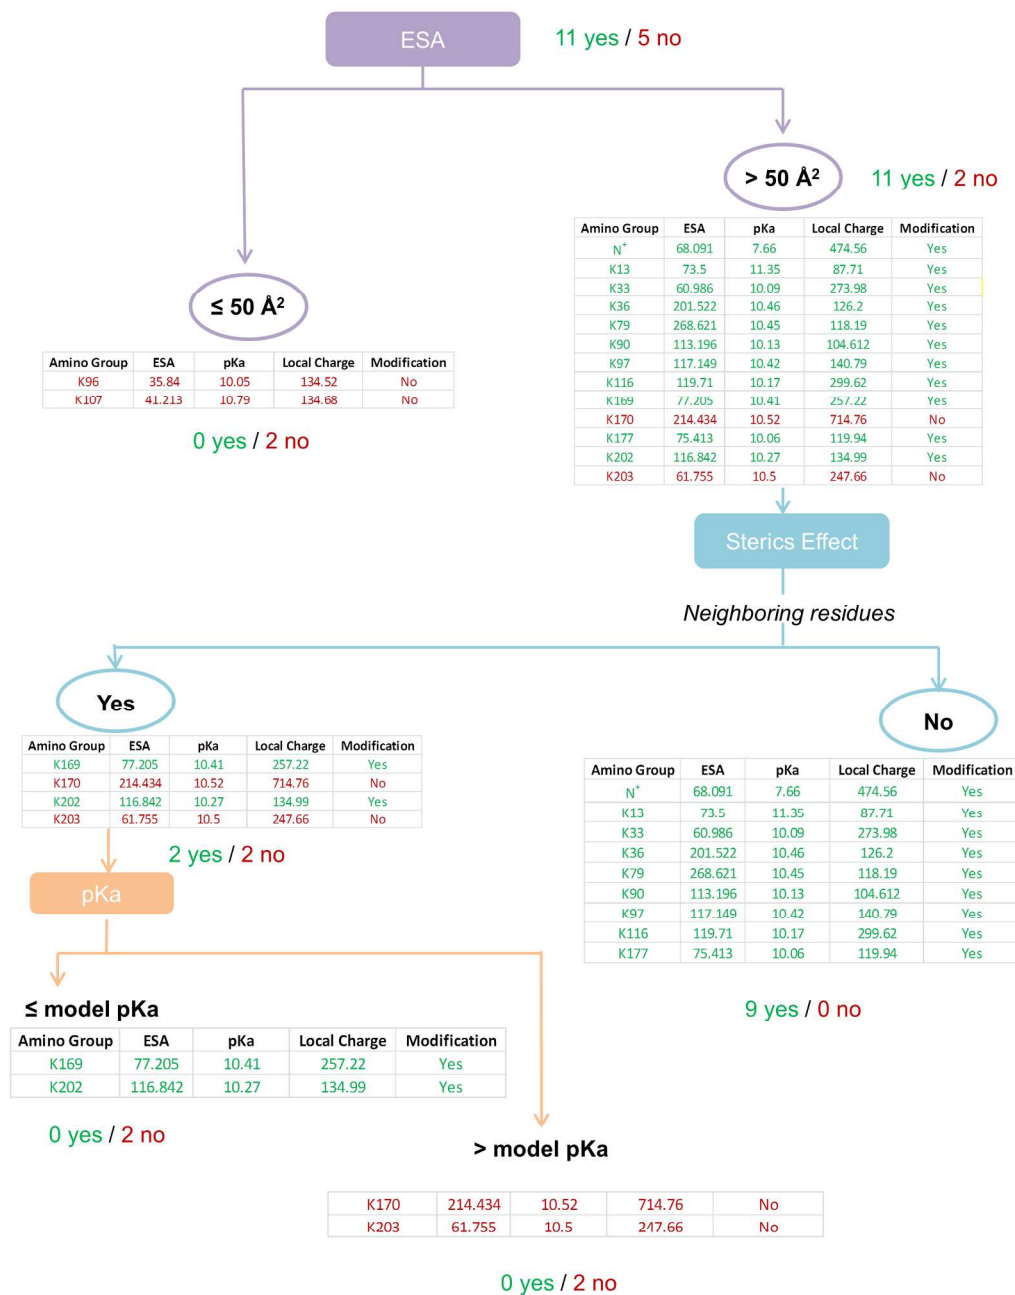 ESA
11 yes / 5 no
> 50 Å²
11 yes / 2 no
Amino Group ESA pKa Local Charge Modification
N⁺ 68.091 7.66 474.56 Yes
K13 73.5 11.35 87.71 Yes
K33 60.986 10.09 273.98 Yes
K36 201.522 10.46 126.2 Yes
K79 268.621 10.45 118.19 Yes
K90 113.196 10.13 104.612 Yes
K97 117.149 10.42 140.79 Yes
K116 119.71 10.17 299.62 Yes
K169 77.205 10.41 257.22 Yes
K170 214.434 10.52 714.76 No
K177 75.413 10.06 119.94 Yes
K202 116.842 10.27 134.99 Yes
K203 61.755 10.5 247.66 No
≤ 50 Å²
Amino Group ESA pKa Local Charge Modification
K96 35.84 10.05 134.52 No
K107 41.213 10.79 134.68 No
0 yes / 2 no
Sterics Effect
Neighboring residues
Yes
Amino Group ESA pKa Local Charge Modification
K169 77.205 10.41 257.22 Yes
K170 214.434 10.52 714.76 No
K202 116.842 10.27 134.99 Yes
K203 61.755 10.5 247.66 No
2 yes / 2 no
No
Amino Group ESA pKa Local Charge Modification
N⁺ 68.091 7.66 474.56 Yes
K13 73.5 11.35 87.71 Yes
K33 60.986 10.09 273.98 Yes
K36 201.522 10.46 126.2 Yes
K79 268.621 10.45 118.19 Yes
K90 113.196 10.13 104.612 Yes
K97 117.149 10.42 140.79 Yes
K116 119.71 10.17 299.62 Yes
K177 75.413 10.06 119.94 Yes
9 yes / 0 no
pKa
≤ model pKa
Amino Group ESA pKa Local Charge Modification
K169 77.205 10.41 257.22 Yes
K202 116.842 10.27 134.99 Yes
0 yes / 2 no
> model pKa
K170 214.434 10.52 714.76 No
K203 61.755 10.5 247.66 No
0 yes / 2 no